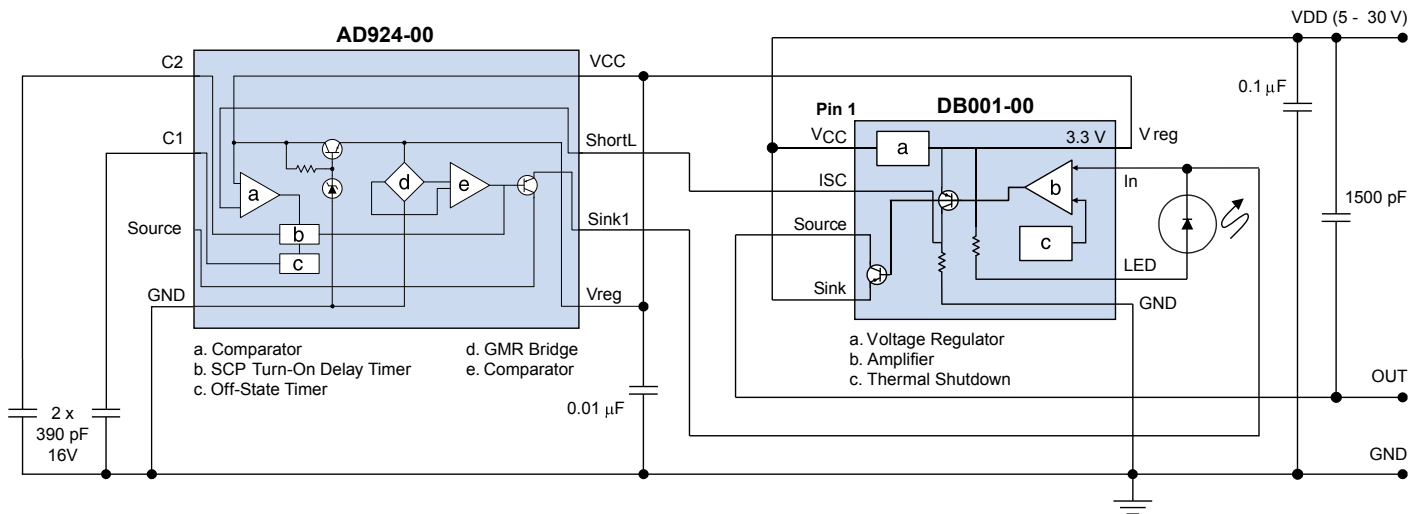 VDD (5 - 30 V)
AD924-00
C2
VCC
0.1 µF
Pin 1
DB001-00
C1
ShortL
VCC
a
3.3 V
V reg
ISC
b
In
a
d
e
1500 pF
Source
b
Sink1
Source
c
c
LED
GND
Vreg
Sink
GND
a. Comparator
b. SCP Turn-On Delay Timer
c. Off-State Timer
d. GMR Bridge
e. Comparator
a. Voltage Regulator
b. Amplifier
c. Thermal Shutdown
OUT
2 x
390 pF
16V
0.01 µF
GND